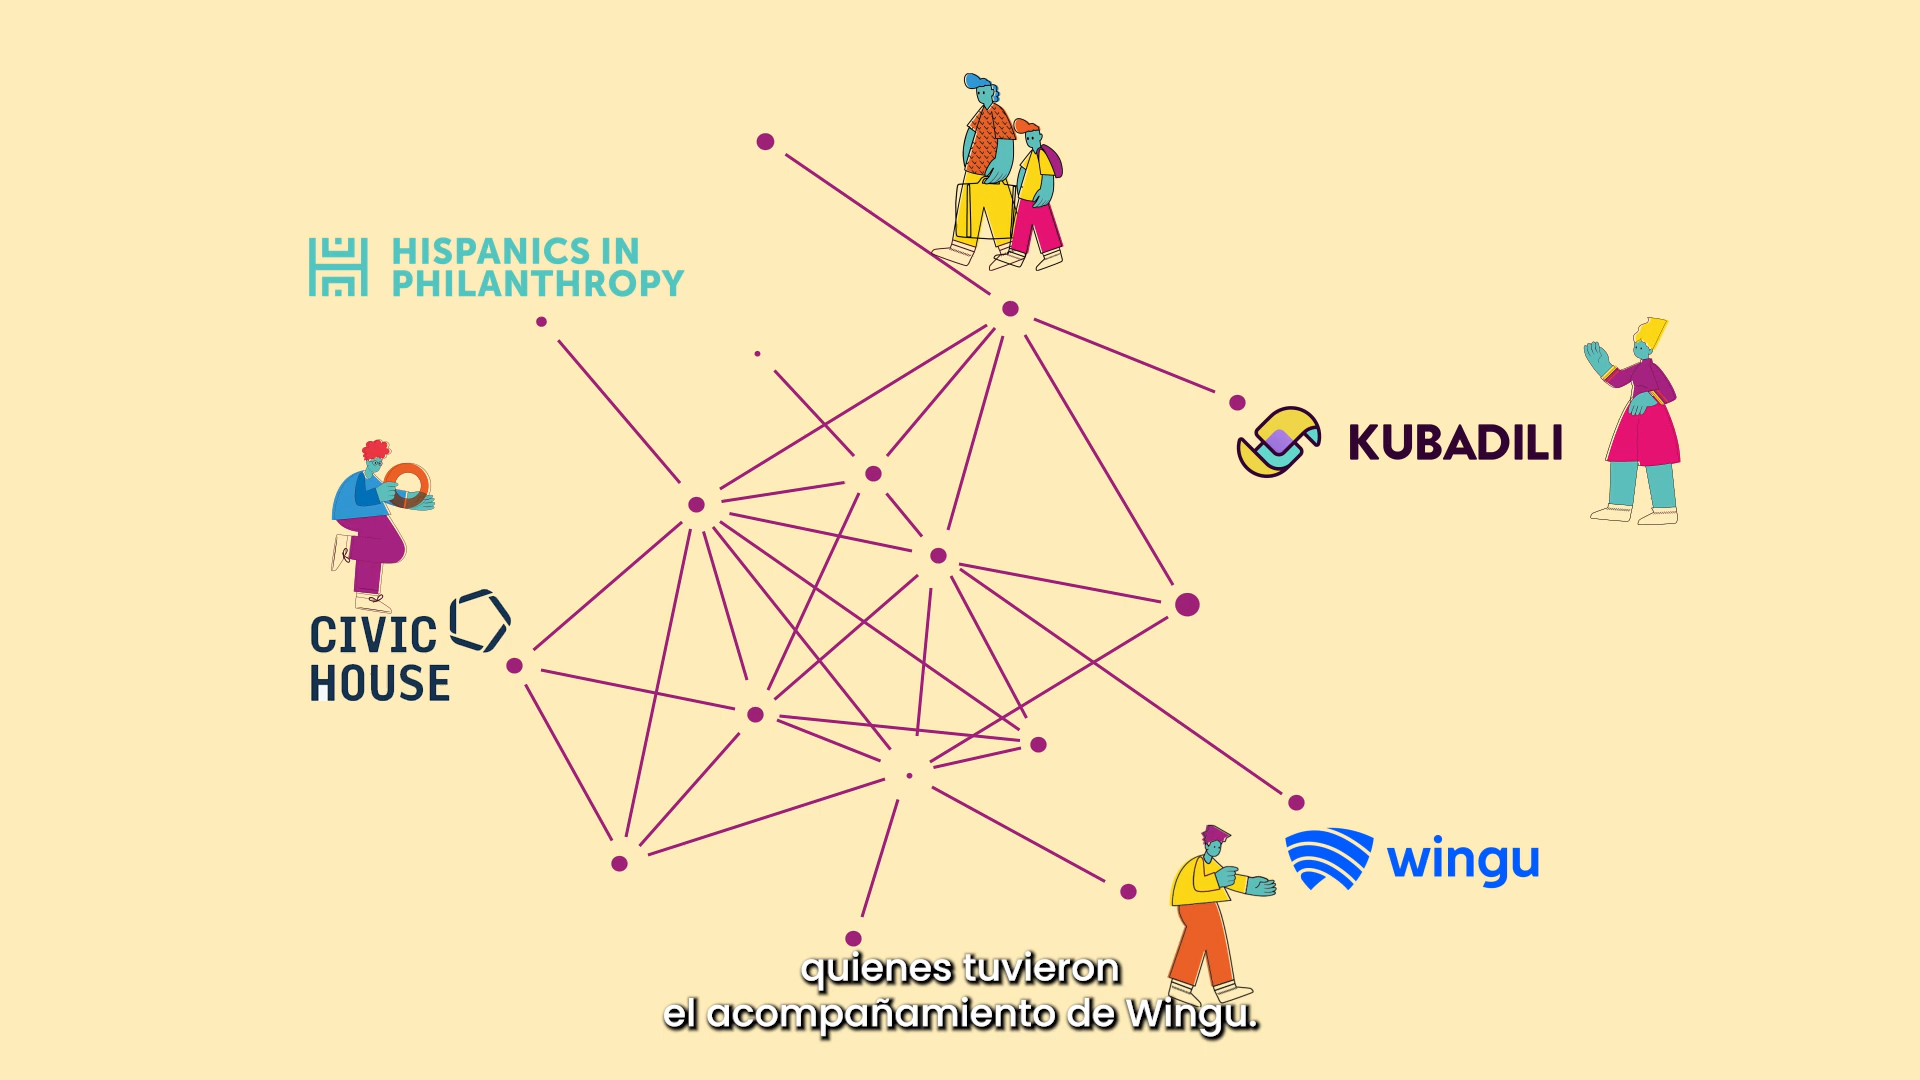 HISPANICS IN
PHILANTHROPY
KUBADILI
CIVIC
HOUSE
wingu
quienes tuvieron
el acompañamiento de Wingu.